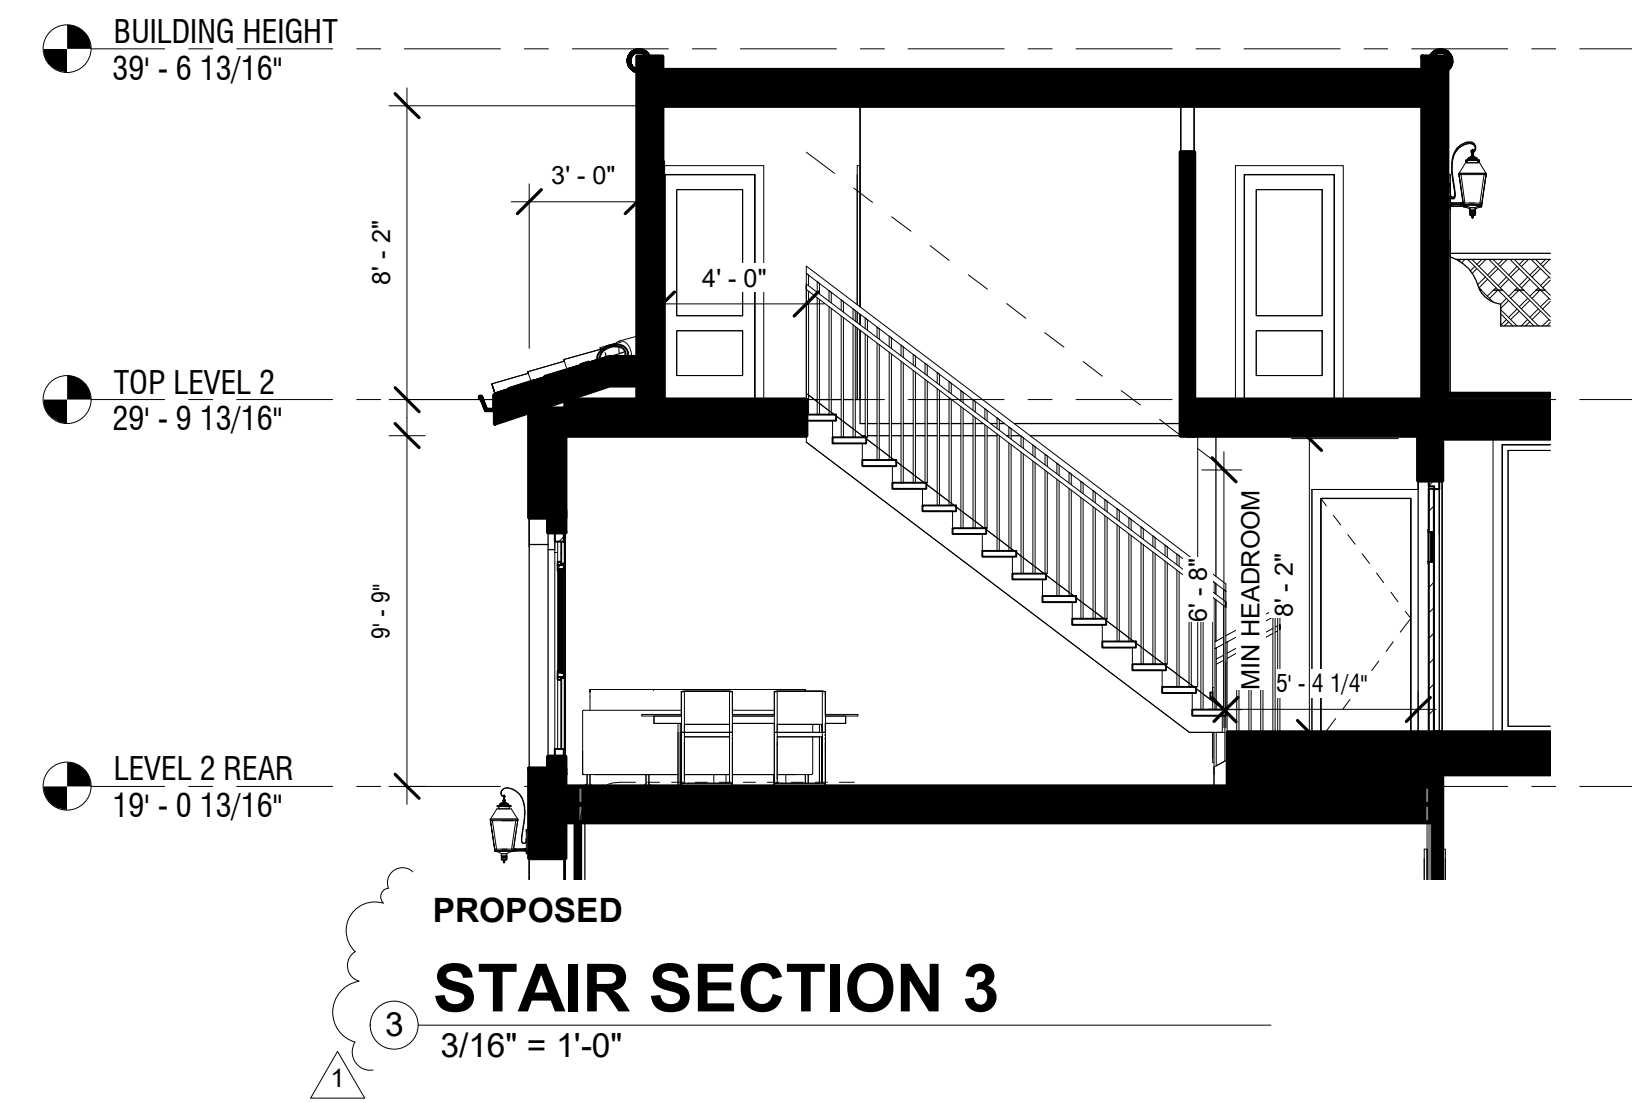 BUILDING HEIGHT
39' - 6 13/16"
3' - 0"
8' - 2"
4' - 0"
TOP LEVEL 2
29' - 9 13/16"
9' - 9"
6' - 8"
MIN HEADROOM
8' - 2"
5' - 4 1/4"
LEVEL 2 REAR
19' - 0 13/16"
PROPOSED
STAIR SECTION 3
3
3/16" = 1'-0"
1